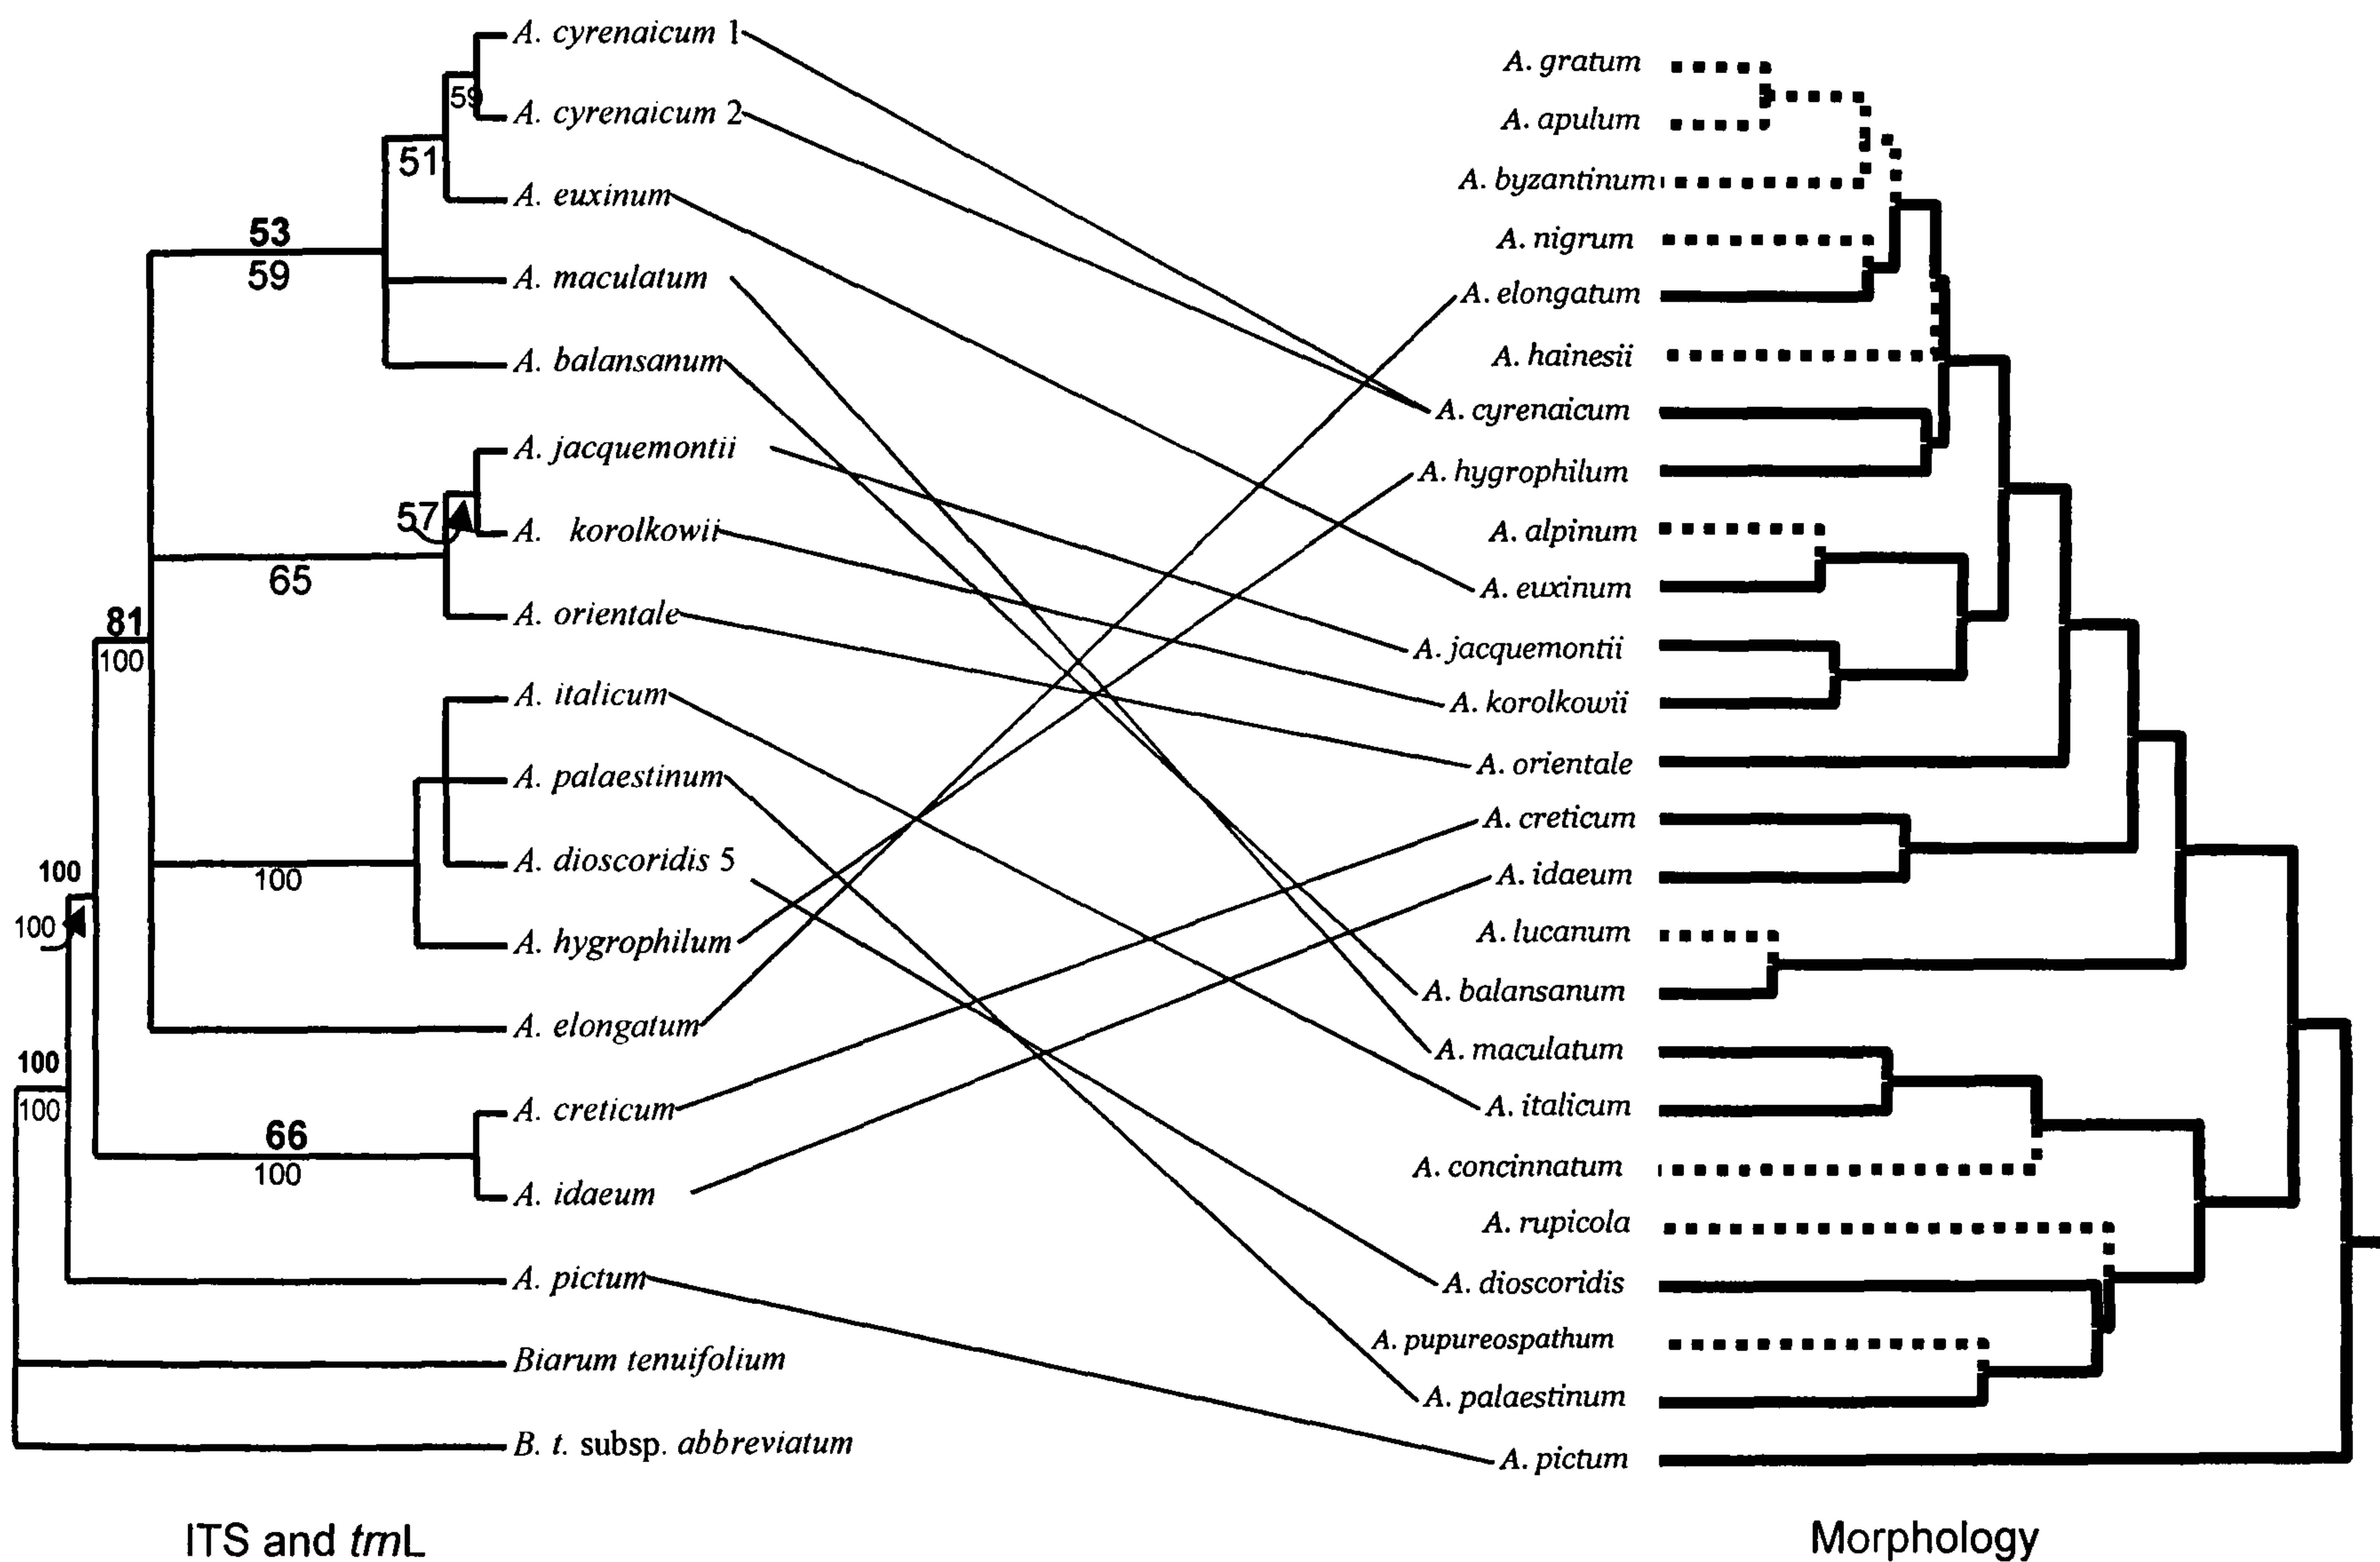 A. cyrenaicum 1
A. cyrenaicum 2
59
51
A. euxinum
53
59
A. maculatum
A. balansanum
A. jacquemontii
57
A. korolkowii
65
A. orientale
81
100
A. italicum
A. palaestinum
A. dioscoridis 5
100
100
100
A. hygrophilum
A. elongatum
100
100
A. creticum
66
100
A. idaeum
A. pictum
Biarum tenuifolium
B. t. subsp. abbreviatum
ITS and trnL
A. gratum
A. apulum
A. byzantinum
A. nigrum
A. elongatum
A. hainesii
A. cyrenaicum
A. hygrophilum
A. alpinum
A. euxinum
A. jacquemontii
A. korolkowii
A. orientale
A. creticum
A. idaeum
A. lucanum
A. balansanum
A. maculatum
A. italicum
A. concinnatum
A. rupicola
A. dioscoridis
A. pupureospathum
A. palaestinum
A. pictum
Morphology